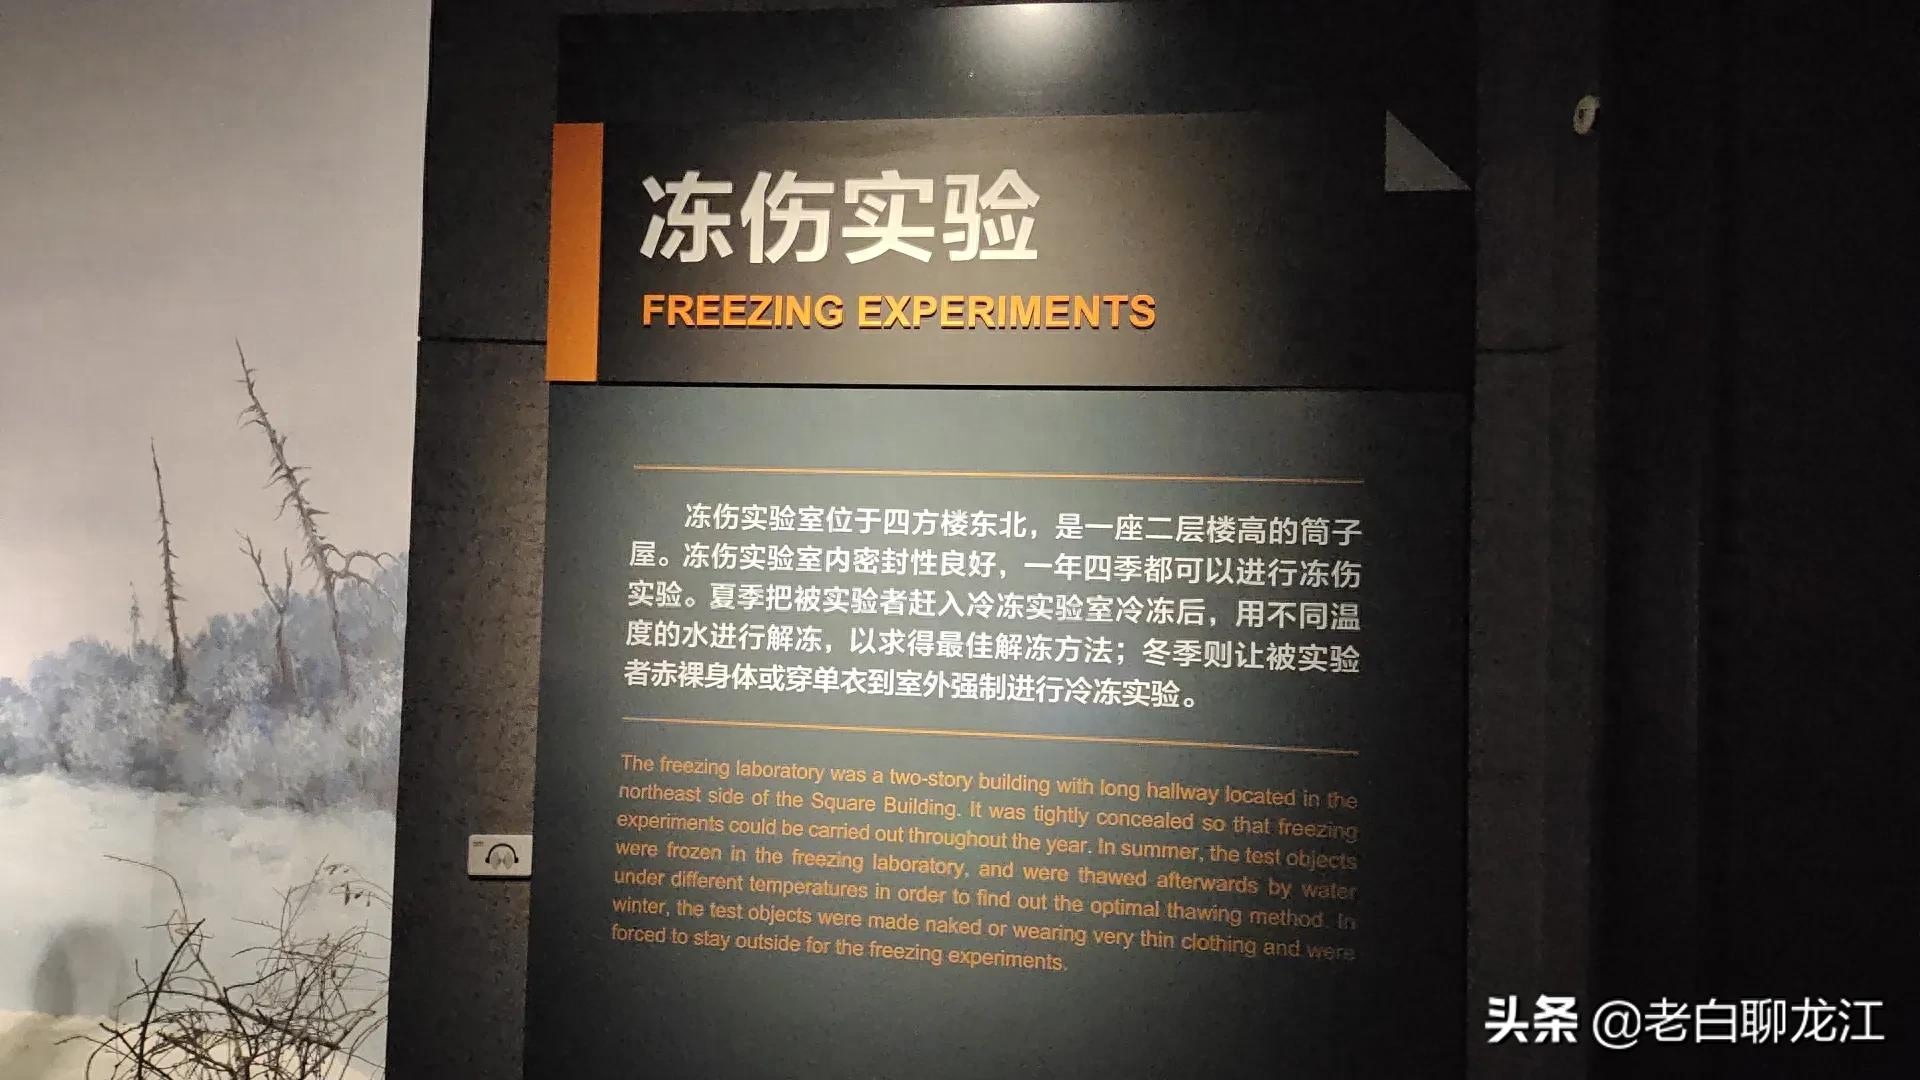 冻伤实验
FREEZING EXPERIMENTS
冻伤实验室位于四方楼东北，是一座二层楼高的筒子
屋。冻伤实验室内密封性良好，一年四季都可以进行冻伤
实验。夏季把被实验者赶入冷冻实验室冷冻后，用不同温
度的水进行解冻，以求得最佳解冻方法；冬季则让被实验
者赤裸身体或穿单衣到室外强制进行冷冻实验。
The freezing laboratory was a two-story building with long hallway located in the
northeast side of the Square Building. It was tightly concealed so that freezing
experiments could be carried out throughout the year. In summer, the test objects
were frozen in the freezing laboratory, and were thawed afterwards by water
under different temperatures in order to find out the optimal thawing method. In
winter, the test objects were made naked or wearing very thin clothing and were
forced to stay outside for the freezing experiments.
头条 @老白聊龙江